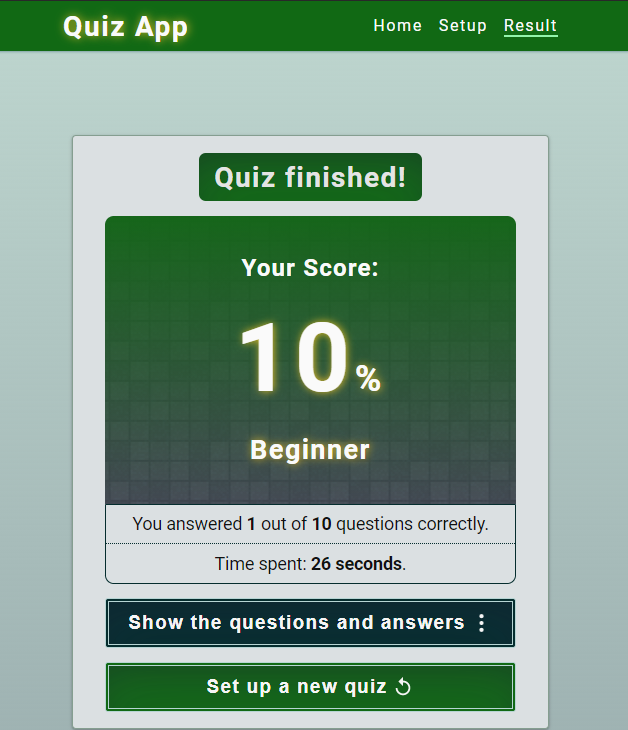 Quiz App
Home Setup Result
Quiz finished!
Your Score:
10%
Beginner
You answered 1 out of 10 questions correctly.
Time spent: 26 seconds.
Show the questions and answers
Set up a new quiz